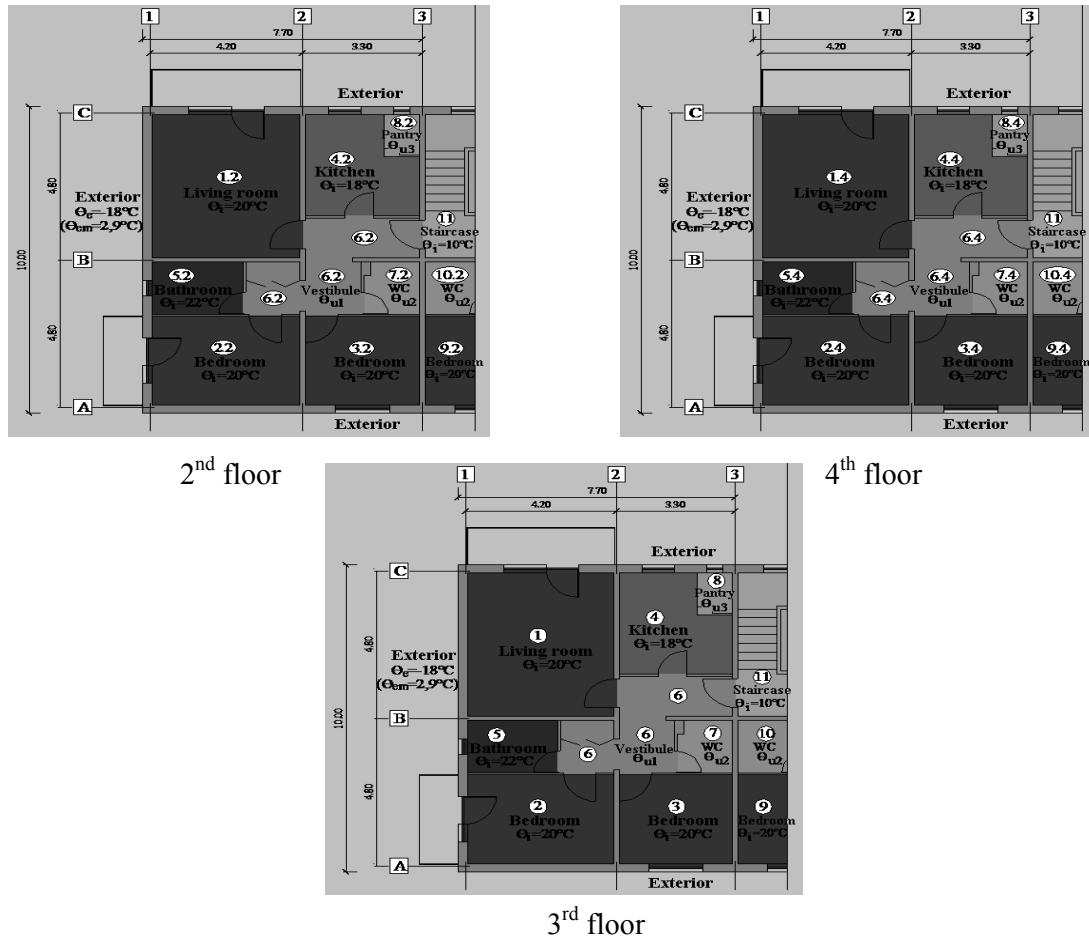 1 2 3
7.70
4.20 3.30
Exterior
C
8.2
Pantry
Θu3
4.2
Kitchen
Θi=18°C
1.2
Living room
Θi=20°C
Exterior
Θe=-18°C
(Θem=2,9°C)
4.80
10.00
11
Staircase
Θi=10°C
6.2
B
5.2
Bathroom
Θi=22°C
6.2
6.2
Vestibule
Θu1
7.2
WC
Θu2
10.2
WC
Θu2
4.80
2.2
Bedroom
Θi=20°C
3.2
Bedroom
Θi=20°C
9.2
Bedroom
Θi=20°C
A
Exterior
2nd floor
1 2 3
7.70
4.20 3.30
Exterior
C
8.4
Pantry
Θu3
4.4
Kitchen
Θi=18°C
1.4
Living room
Θi=20°C
Exterior
Θe=-18°C
(Θem=2,9°C)
4.80
10.00
11
Staircase
Θi=10°C
6.4
B
5.4
Bathroom
Θi=22°C
6.4
6.4
Vestibule
Θu1
7.4
WC
Θu2
10.4
WC
Θu2
4.80
2.4
Bedroom
Θi=20°C
3.4
Bedroom
Θi=20°C
9.4
Bedroom
Θi=20°C
A
Exterior
4th floor
1 2 3
7.70
4.20 3.30
Exterior
C
8
Pantry
Θu3
4
Kitchen
Θi=18°C
1
Living room
Θi=20°C
Exterior
Θe=-18°C
(Θem=2,9°C)
4.80
10.00
11
Staircase
Θi=10°C
6
B
5
Bathroom
Θi=22°C
6
6
Vestibule
Θu1
7
WC
Θu2
10
WC
Θu2
4.80
2
Bedroom
Θi=20°C
3
Bedroom
Θi=20°C
9
Bedroom
Θi=20°C
A
Exterior
3rd floor